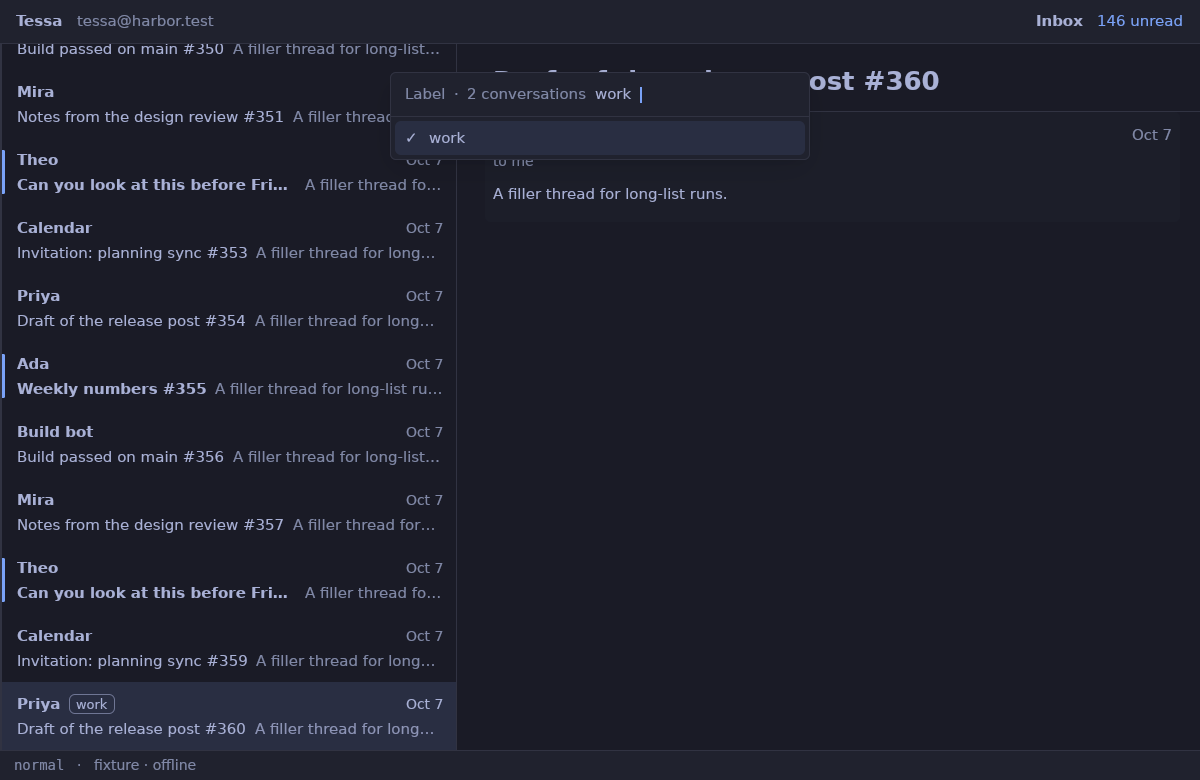 Tessa tessa@harbor.test Inbox 146 unread
Build passed on main #350 A filler thread for long-list…
Mira
Notes from the design review #351 A filler thread
Theo Oct 7
Can you look at this before Fri… A filler thread fo…
Calendar Oct 7
Invitation: planning sync #353 A filler thread for long…
Priya Oct 7
Draft of the release post #354 A filler thread for long…
Ada Oct 7
Weekly numbers #355 A filler thread for long-list ru…
Build bot Oct 7
Build passed on main #356 A filler thread for long-list…
Mira Oct 7
Notes from the design review #357 A filler thread for…
Theo Oct 7
Can you look at this before Fri… A filler thread fo…
Calendar Oct 7
Invitation: planning sync #359 A filler thread for long…
Priya work Oct 7
Draft of the release post #360 A filler thread for long…
Label · 2 conversations work
✓ work
post #360
Oct 7
to me
A filler thread for long-list runs.
normal · fixture · offline